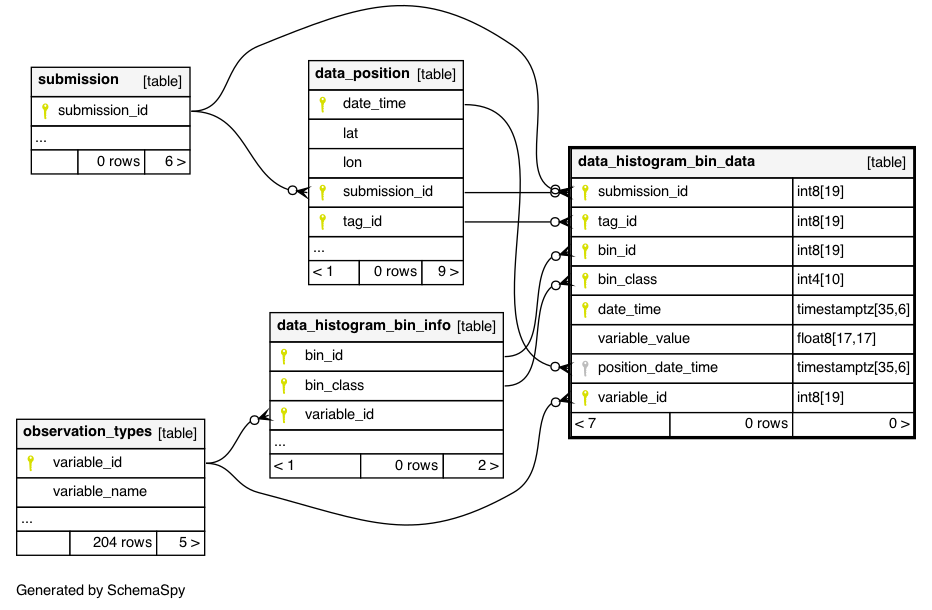 submission [table]
submission_id
...
0 rows 6 >
data_position [table]
date_time
lat
lon
submission_id
tag_id
...
< 1 0 rows 9 >
data_histogram_bin_data [table]
submission_id int8[19]
tag_id int8[19]
bin_id int8[19]
bin_class int4[10]
date_time timestamptz[35,6]
variable_value float8[17,17]
position_date_time timestamptz[35,6]
variable_id int8[19]
< 7 0 rows 0 >
data_histogram_bin_info [table]
bin_id
bin_class
variable_id
...
< 1 0 rows 2 >
observation_types [table]
variable_id
variable_name
...
204 rows 5 >
Generated by SchemaSpy